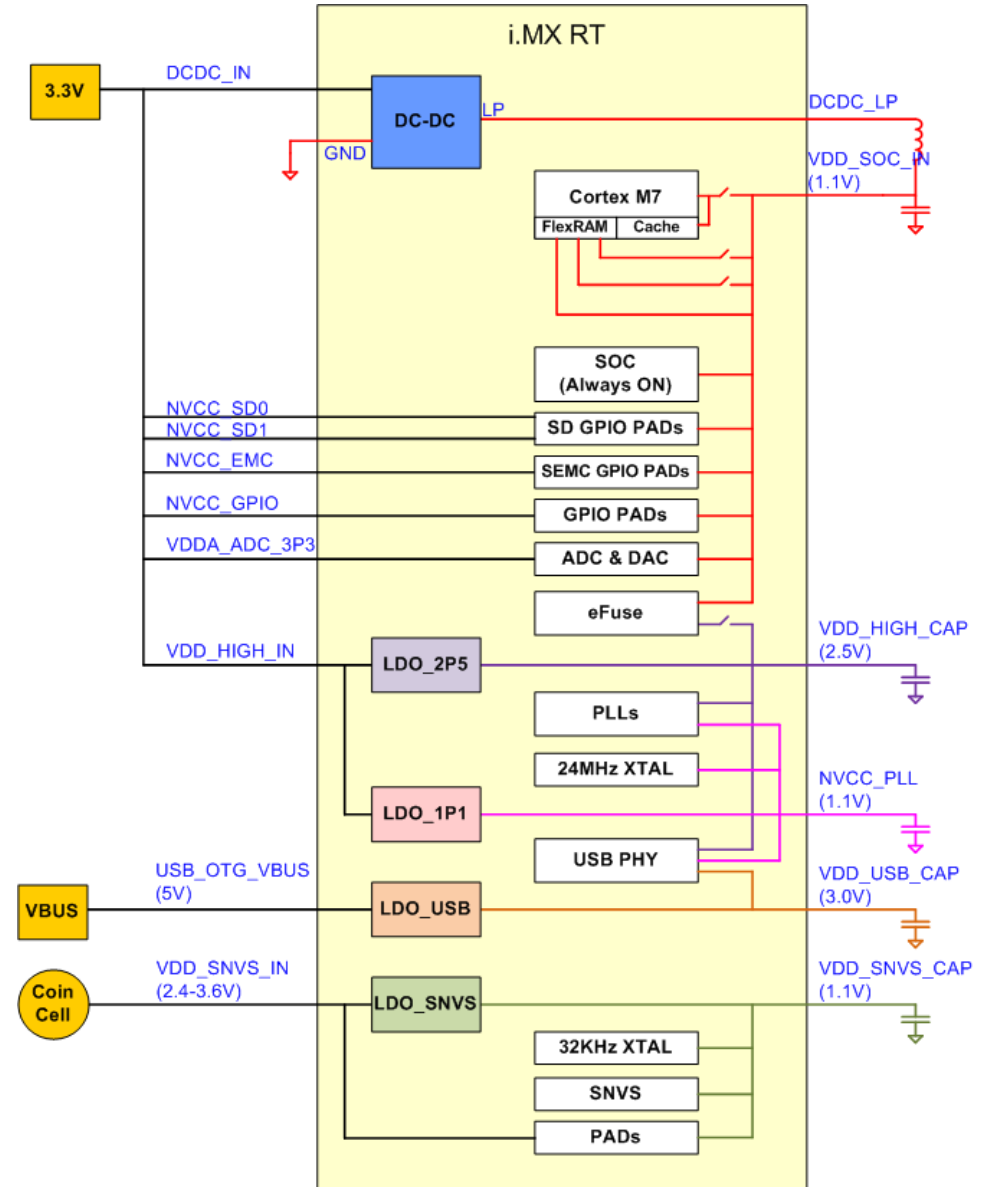 i.MX RT
3.3V
DCDC_IN
DC-DC
LP
DCDC_LP
GND
VDD_SOC_IN
(1.1V)
Cortex M7
FlexRAM
Cache
SOC
(Always ON)
NVCC_SD0
NVCC_SD1
SD GPIO PADs
NVCC_EMC
SEMC GPIO PADs
NVCC_GPIO
GPIO PADs
VDDA_ADC_3P3
ADC & DAC
eFuse
VDD_HIGH_CAP
(2.5V)
VDD_HIGH_IN
LDO_2P5
PLLs
24MHz XTAL
NVCC_PLL
(1.1V)
LDO_1P1
USB PHY
USB_OTG_VBUS
(5V)
VDD_USB_CAP
(3.0V)
VBUS
LDO_USB
VDD_SNVS_IN
(2.4-3.6V)
VDD_SNVS_CAP
(1.1V)
Coin
Cell
LDO_SNVS
32KHz XTAL
SNVS
PADs